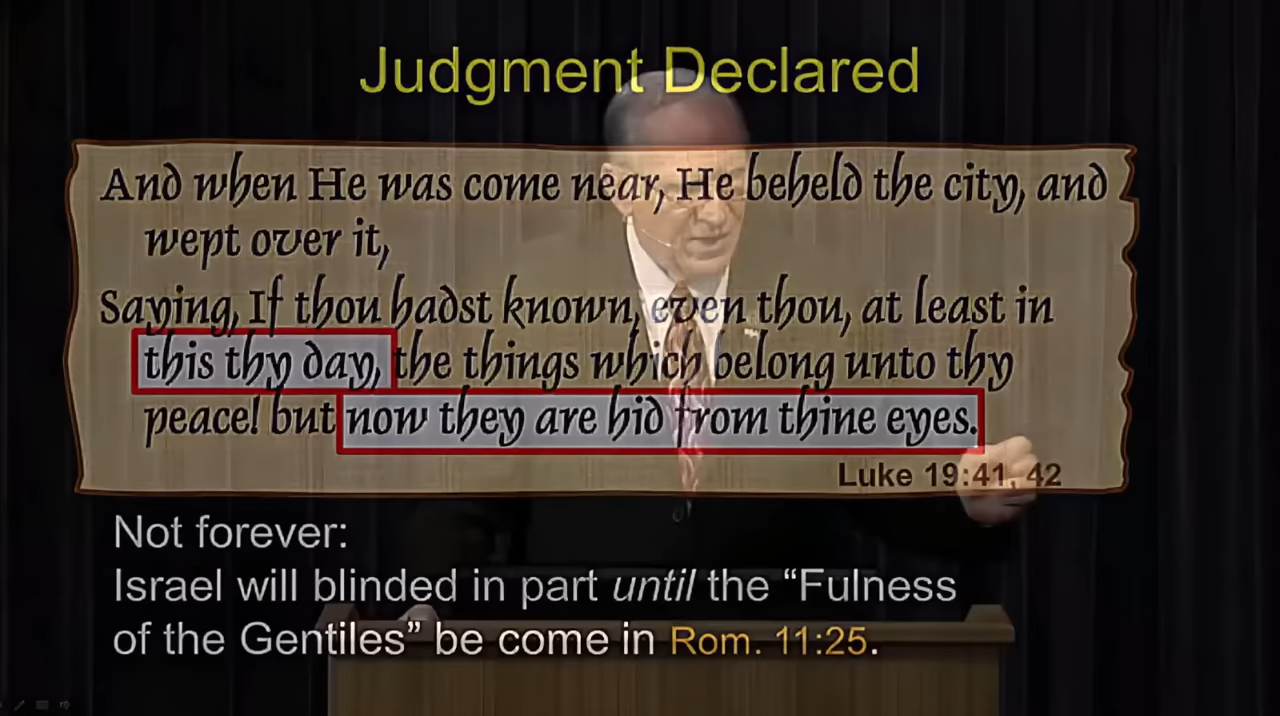 Judgment Declared
And when He was come near, He beheld the city, and
wept over it,
Saying, If thou hadst known, even thou, at least in
this thy day, the things which belong unto thy
peace! but now they are hid from thine eyes.
Luke 19:41, 42
Not forever:
Israel will blinded in part until the “Fulness
of the Gentiles” be come in Rom. 11:25.